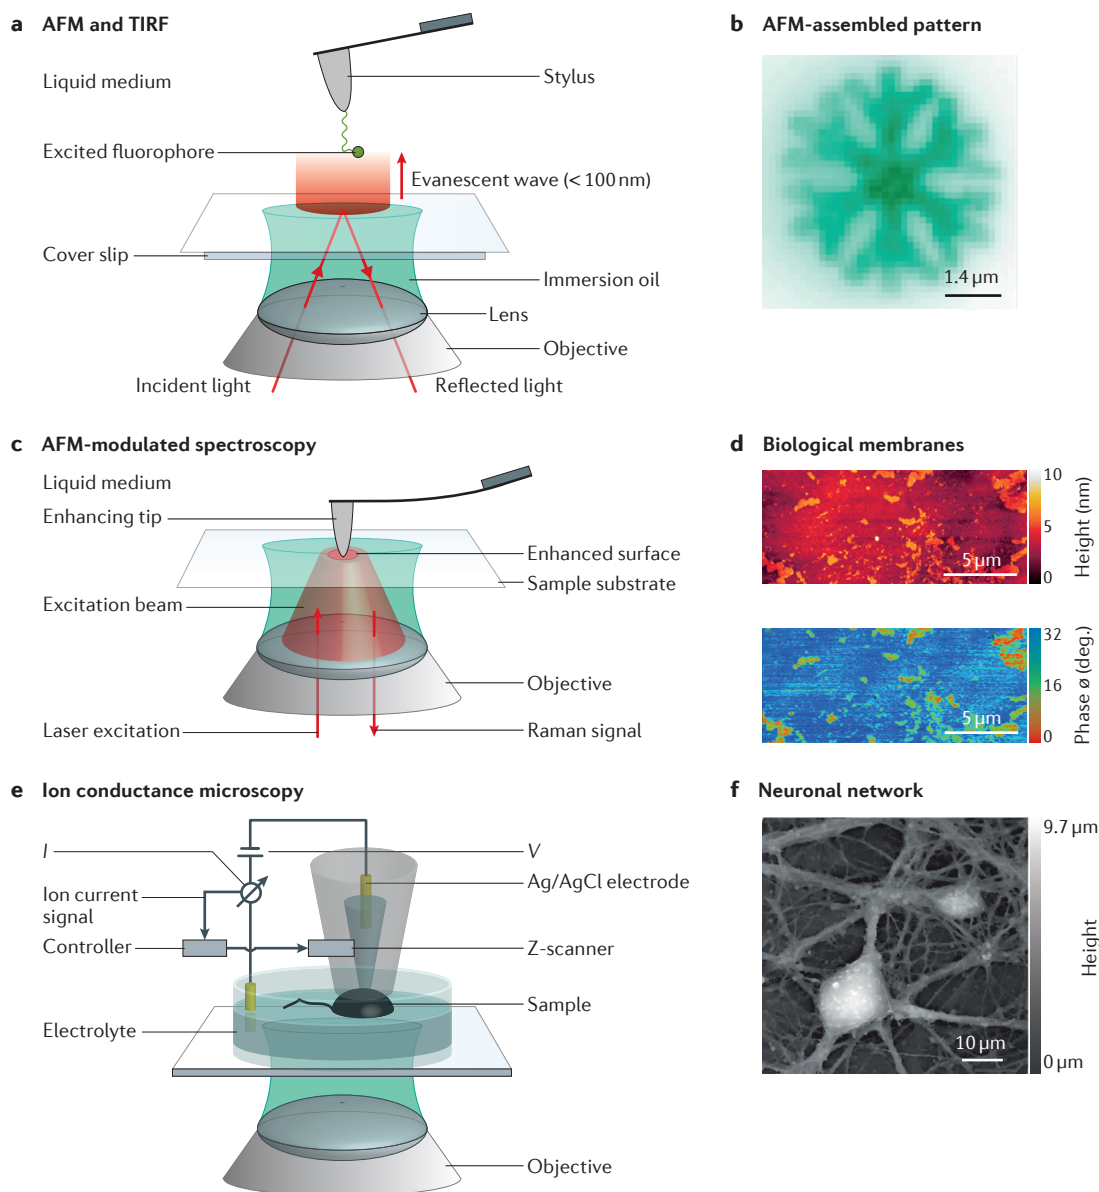 a AFM and TIRF
Liquid medium
Stylus
Excited fluorophore
Evanescent wave (< 100 nm)
Cover slip
Immersion oil
Lens
Objective
Incident light
Reflected light
b AFM-assembled pattern
1.4 µm
c AFM-modulated spectroscopy
Liquid medium
Enhancing tip
Enhanced surface
Sample substrate
Excitation beam
Objective
Laser excitation
Raman signal
d Biological membranes
10
5
0
Height (nm)
5 µm
32
16
0
Phase ø (deg.)
5 µm
e Ion conductance microscopy
I
V
Ion current
signal
Ag/AgCl electrode
Controller
Z-scanner
Sample
Electrolyte
Objective
f Neuronal network
9.7 µm
Height
0 µm
10 µm